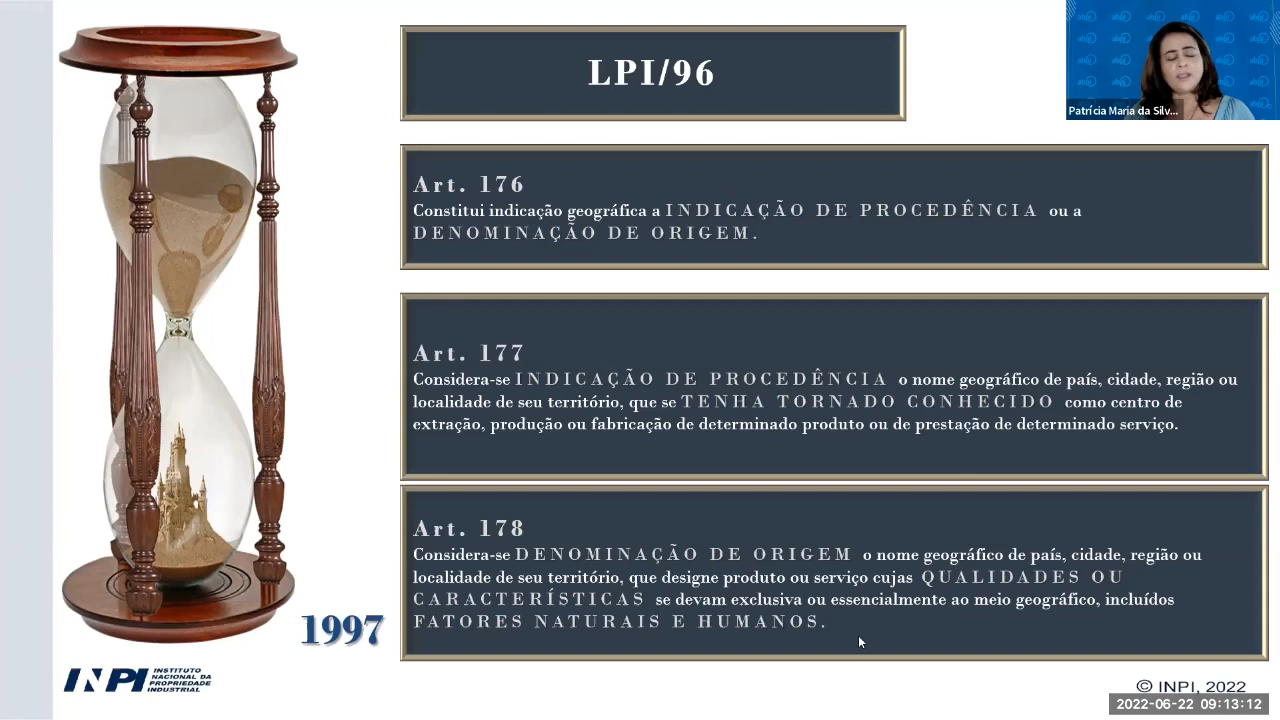 LPI/96
Patrícia Maria da Silv...
Art. 176
Constitui indicação geográfica a INDICAÇÃO DE PROCEDÊNCIA ou a
DENOMINAÇÃO DE ORIGEM.
Art. 177
Considera-se INDICAÇÃO DE PROCEDÊNCIA o nome geográfico de país, cidade, região ou
localidade de seu território, que se TENHA TORNADO CONHECIDO como centro de
extração, produção ou fabricação de determinado produto ou de prestação de determinado serviço.
Art. 178
Considera-se DENOMINAÇÃO DE ORIGEM o nome geográfico de país, cidade, região ou
localidade de seu território, que designe produto ou serviço cujas QUALIDADES OU
CARACTERÍSTICAS se devam exclusiva ou essencialmente ao meio geográfico, incluídos
FATORES NATURAIS E HUMANOS.
1997
INPI INSTITUTO
NACIONAL DA
PROPRIEDADE
INDUSTRIAL
© INPI, 2022
2022-06-22 09:13:12